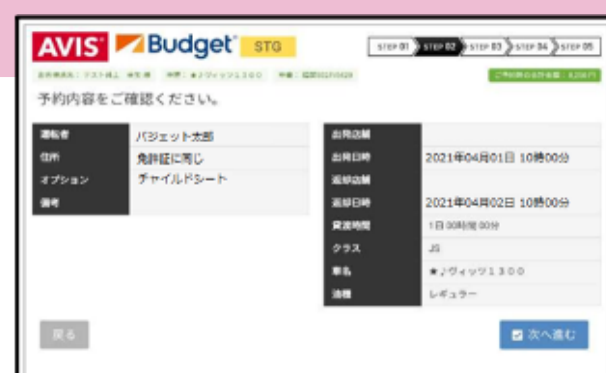 AVIS Budget STG
STEP 01 STEP 02 STEP 03 STEP 04 STEP 05
予約内容をご確認ください。
運転者 バジェット太郎
住所 免許証に同じ
オプション チャイルドシート
備考
出発店舗
出発日時 2021年04月01日 10時00分
返却店舗
返却日時 2021年04月02日 10時00分
貸渡時間 1日00時間00分
クラス JS
車名 ★♪ヴィッツ1300
油種 レギュラー
戻る
次へ進む